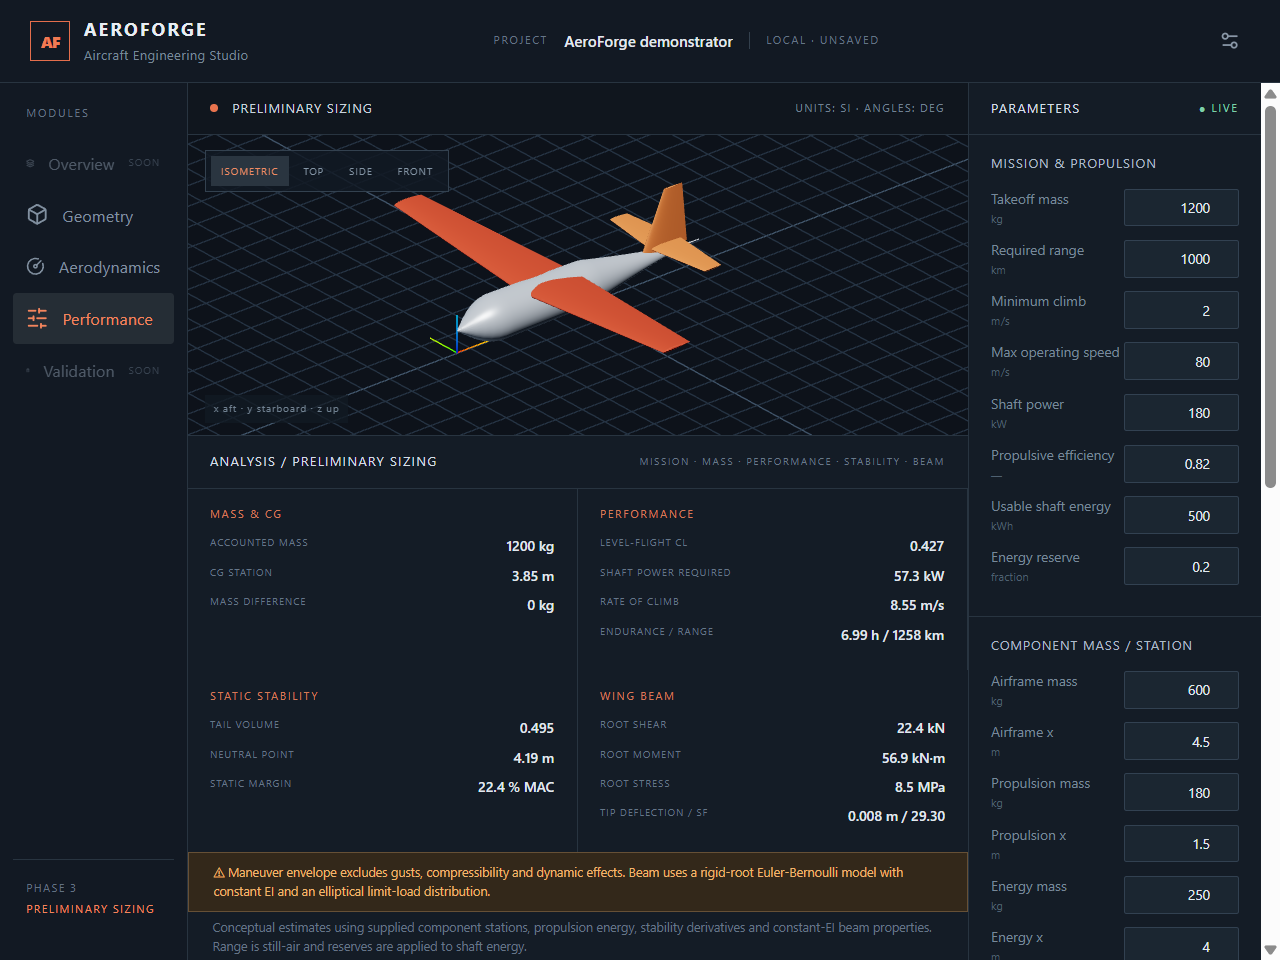 AF
AEROFORGE
Aircraft Engineering Studio
PROJECT AeroForge demonstrator LOCAL · UNSAVED
MODULES
Overview SOON
Geometry
Aerodynamics
Performance
Validation SOON
PHASE 3
PRELIMINARY SIZING
PRELIMINARY SIZING
UNITS: SI · ANGLES: DEG
ISOMETRIC TOP SIDE FRONT
x aft · y starboard · z up
ANALYSIS / PRELIMINARY SIZING
MISSION · MASS · PERFORMANCE · STABILITY · BEAM
MASS & CG
ACCOUNTED MASS 1200 kg
CG STATION 3.85 m
MASS DIFFERENCE 0 kg
PERFORMANCE
LEVEL-FLIGHT CL 0.427
SHAFT POWER REQUIRED 57.3 kW
RATE OF CLIMB 8.55 m/s
ENDURANCE / RANGE 6.99 h / 1258 km
STATIC STABILITY
TAIL VOLUME 0.495
NEUTRAL POINT 4.19 m
STATIC MARGIN 22.4 % MAC
WING BEAM
ROOT SHEAR 22.4 kN
ROOT MOMENT 56.9 kN·m
ROOT STRESS 8.5 MPa
TIP DEFLECTION / SF 0.008 m / 29.30
⚠ Maneuver envelope excludes gusts, compressibility and dynamic effects. Beam uses a rigid-root Euler-Bernoulli model with
constant EI and an elliptical limit-load distribution.
Conceptual estimates using supplied component stations, propulsion energy, stability derivatives and constant-EI beam properties.
Range is still-air and reserves are applied to shaft energy.
PARAMETERS
● LIVE
MISSION & PROPULSION
Takeoff mass 1200
kg
Required range 1000
km
Minimum climb 2
m/s
Max operating speed 80
m/s
Shaft power 180
kW
Propulsive efficiency 0.82
—
Usable shaft energy 500
kWh
Energy reserve 0.2
fraction
COMPONENT MASS / STATION
Airframe mass 600
kg
Airframe x 4.5
m
Propulsion mass 180
kg
Propulsion x 1.5
m
Energy mass 250
kg
Energy x 4
m